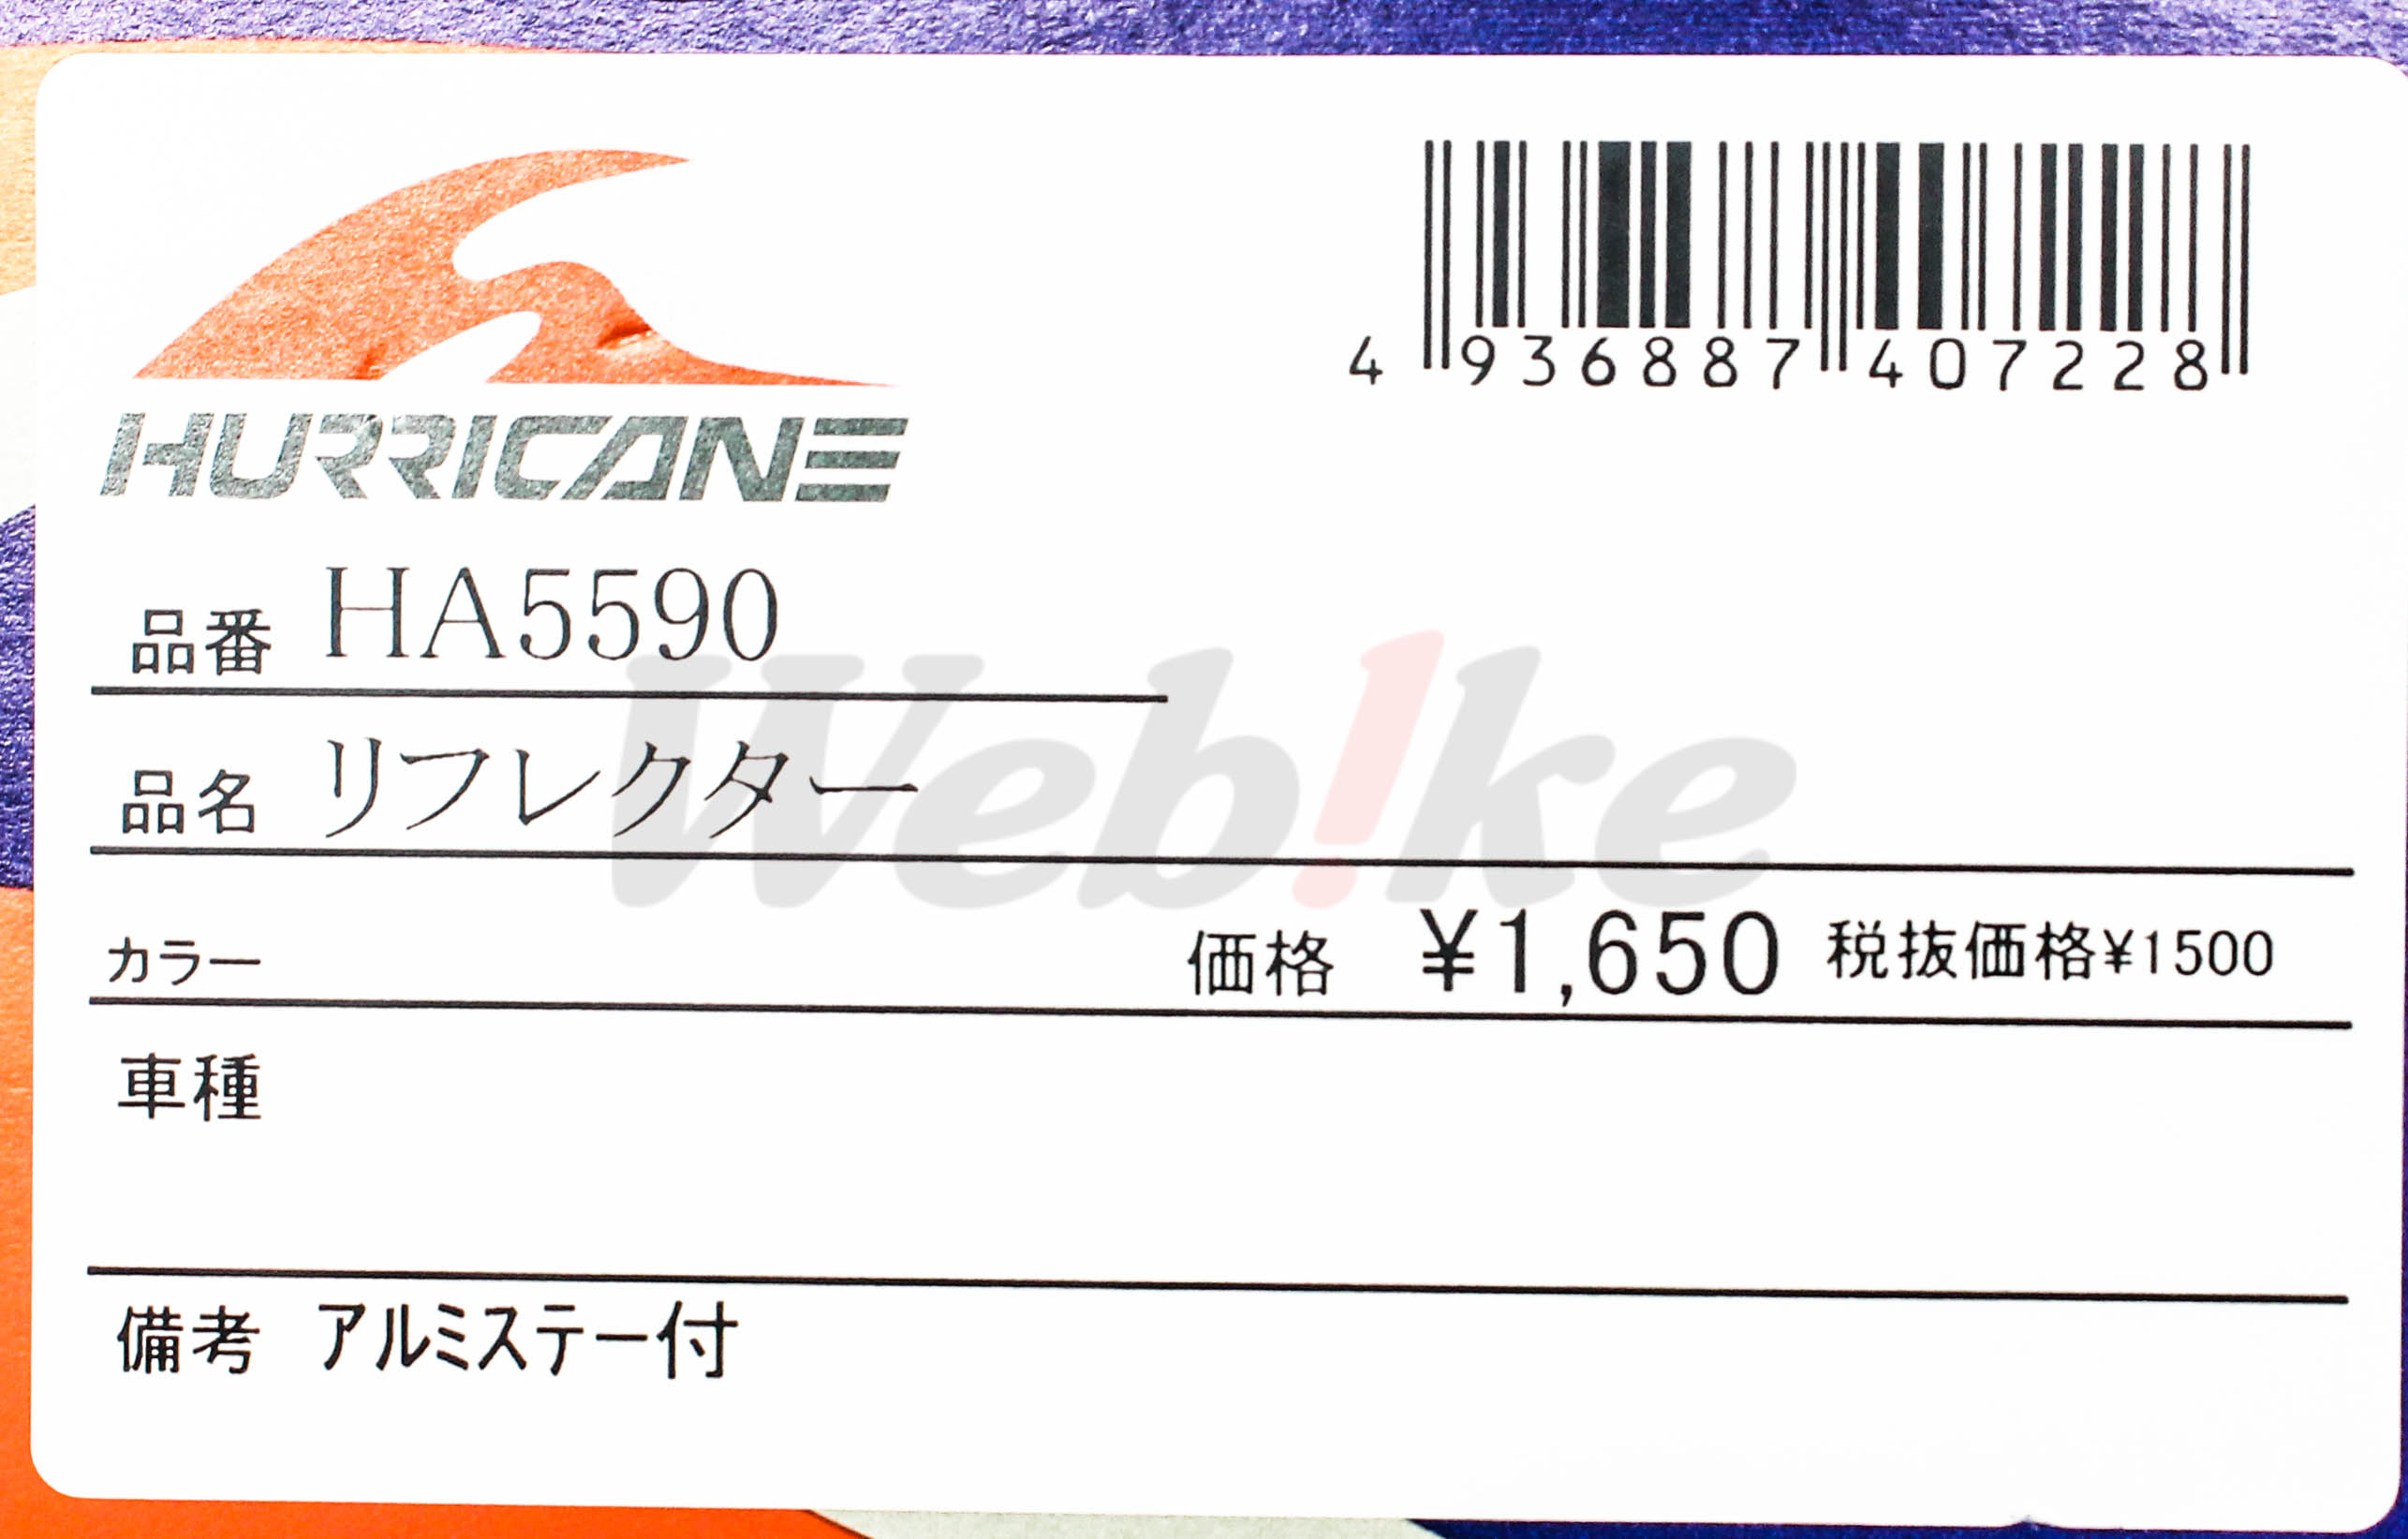 HURRICANE
4 936887 407228
品番 HA5590
品名 リフレクター
Web!ke
カラー 価格 ¥1,650 税抜価格¥1500
車種
備考 アルミステー付